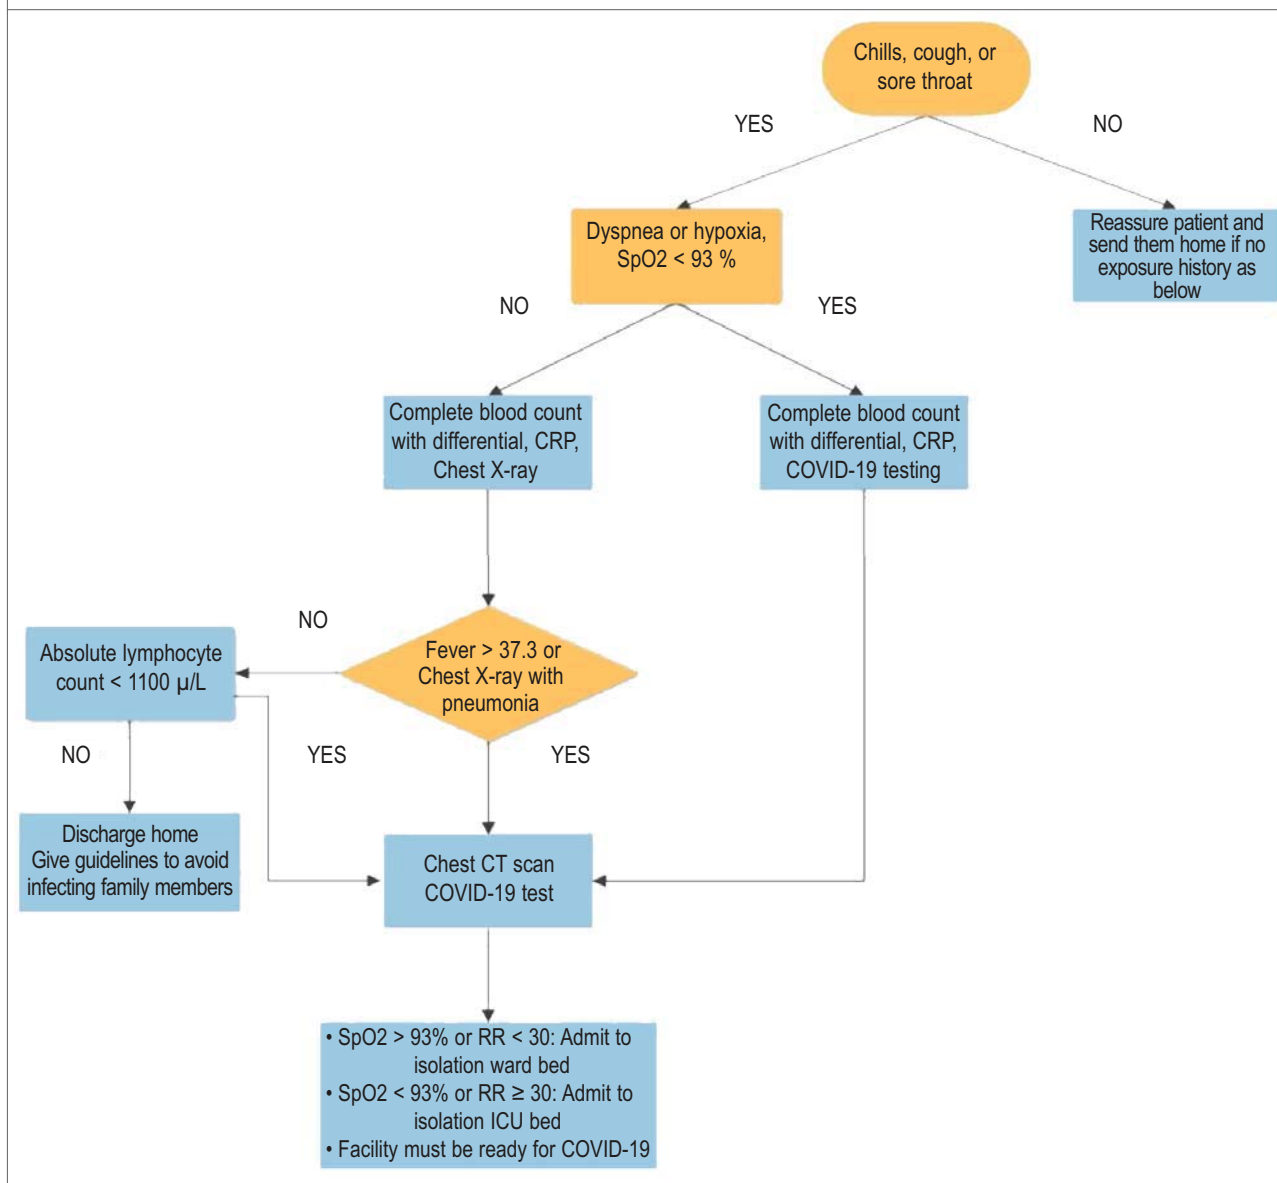 Chills, cough, or
sore throat
YES
NO
Dyspnea or hypoxia,
SpO2 < 93 %
Reassure patient and
send them home if no
exposure history as
below
NO
YES
Complete blood count
with differential, CRP,
Chest X-ray
Complete blood count
with differential, CRP,
COVID-19 testing
NO
Absolute lymphocyte
count < 1100 µ/L
Fever > 37.3 or
Chest X-ray with
pneumonia
NO
YES
YES
Discharge home
Give guidelines to avoid
infecting family members
Chest CT scan
COVID-19 test
• SpO2 > 93% or RR < 30: Admit to
isolation ward bed
• SpO2 < 93% or RR ≥ 30: Admit to
isolation ICU bed
• Facility must be ready for COVID-19